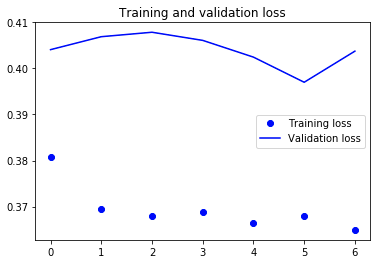 Training and validation loss
0.41
0.40
0.39
0.38
0.37
Training loss
Validation loss
0 1 2 3 4 5 6